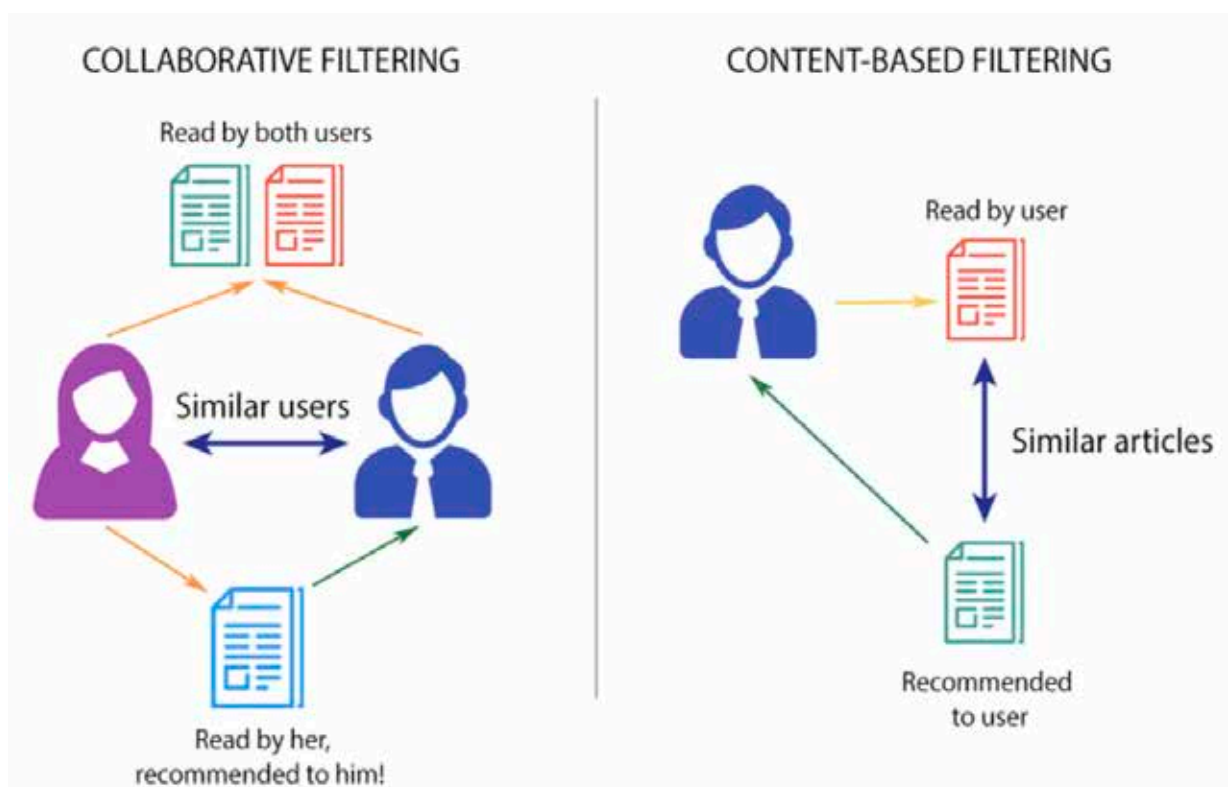 COLLABORATIVE FILTERING
Read by both users
Similar users
Read by her,
recommended to him!
CONTENT-BASED FILTERING
Read by user
Similar articles
Recommended
to user